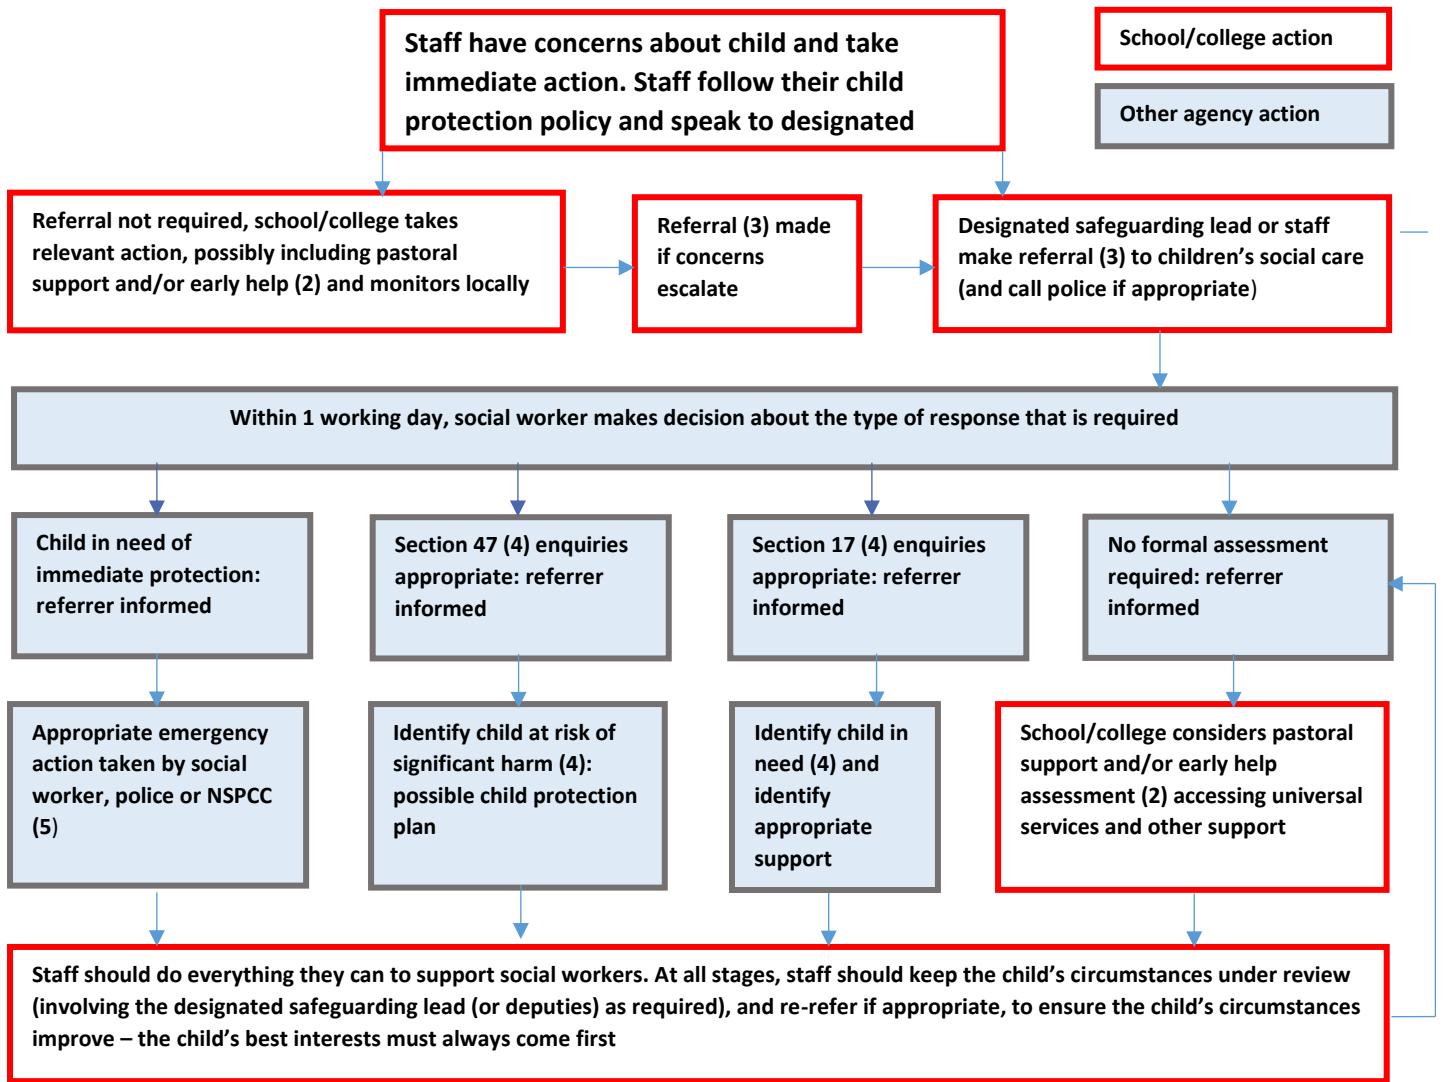 Staff have concerns about child and take
immediate action. Staff follow their child
protection policy and speak to designated
School/college action
Other agency action
Referral not required, school/college takes
relevant action, possibly including pastoral
support and/or early help (2) and monitors locally
Referral (3) made
if concerns
escalate
Designated safeguarding lead or staff
make referral (3) to children’s social care
(and call police if appropriate)
Within 1 working day, social worker makes decision about the type of response that is required
Child in need of
immediate protection:
referrer informed
Section 47 (4) enquiries
appropriate: referrer
informed
Section 17 (4) enquiries
appropriate: referrer
informed
No formal assessment
required: referrer
informed
Appropriate emergency
action taken by social
worker, police or NSPCC
(5)
Identify child at risk of
significant harm (4):
possible child protection
plan
Identify child in
need (4) and
identify
appropriate
support
School/college considers pastoral
support and/or early help
assessment (2) accessing universal
services and other support
Staff should do everything they can to support social workers. At all stages, staff should keep the child’s circumstances under review
(involving the designated safeguarding lead (or deputies) as required), and re-refer if appropriate, to ensure the child’s circumstances
improve – the child’s best interests must always come first